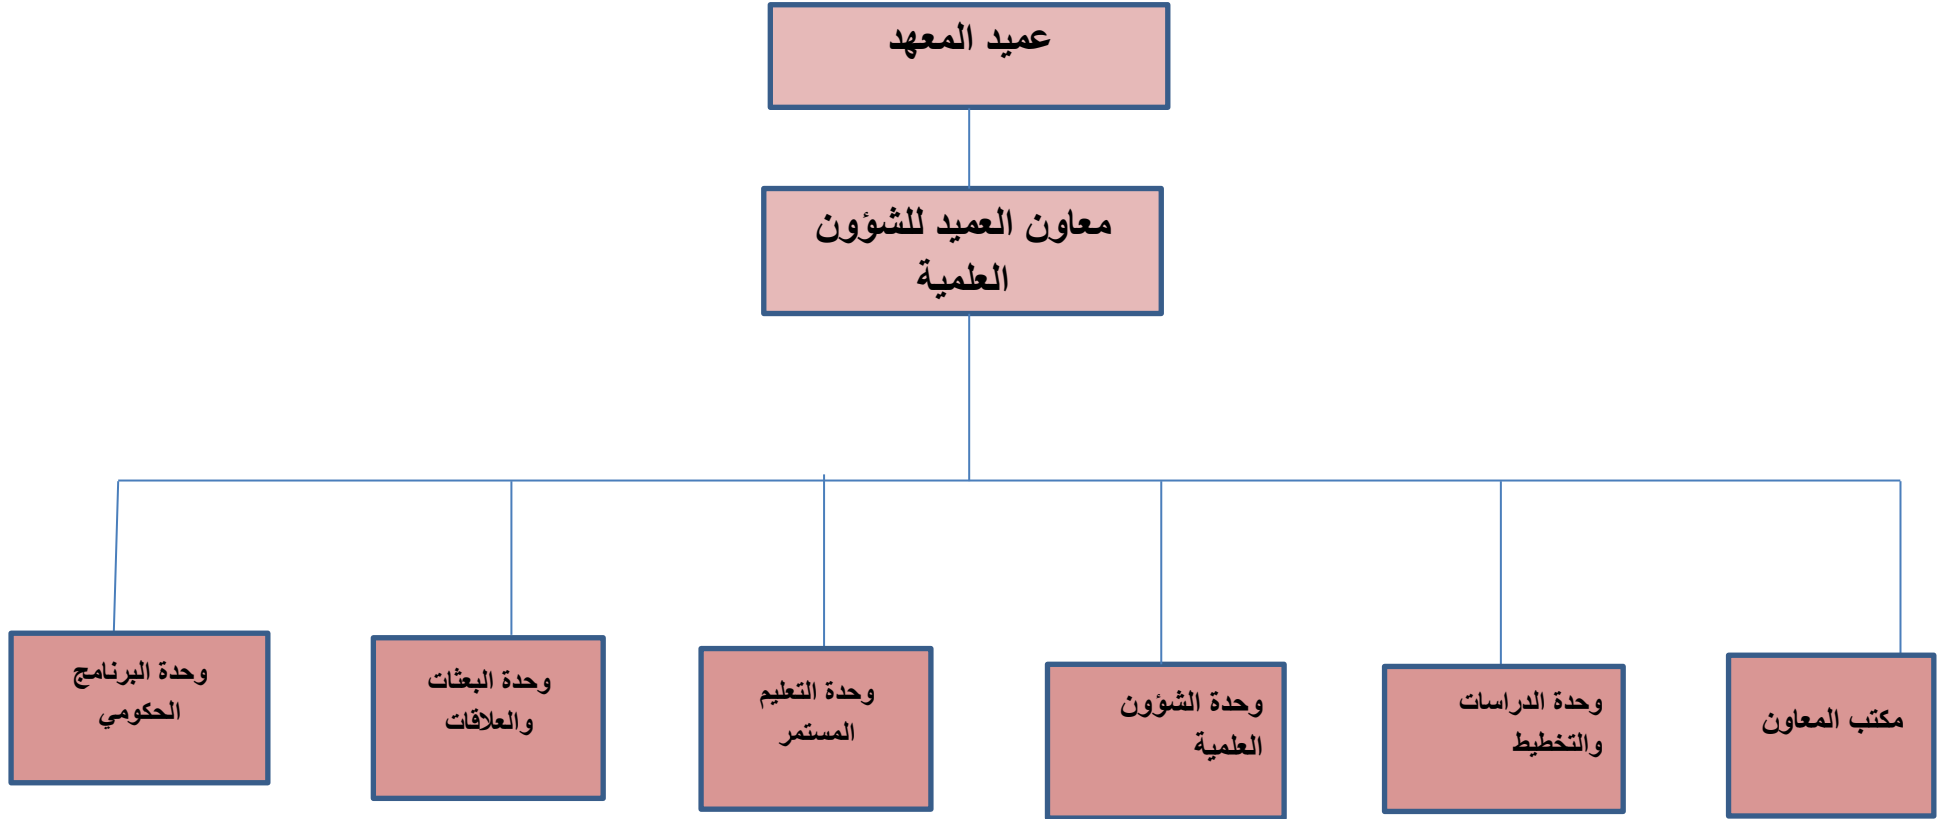 عميد المعهد
معاون العميد للشؤون
العلمية
مكتب المعاون
وحدة الدراسات
والتخطيط
وحدة الشؤون
العلمية
وحدة التعليم
المستمر
وحدة البعثات
والعلاقات
وحدة البرنامج
الحكومي